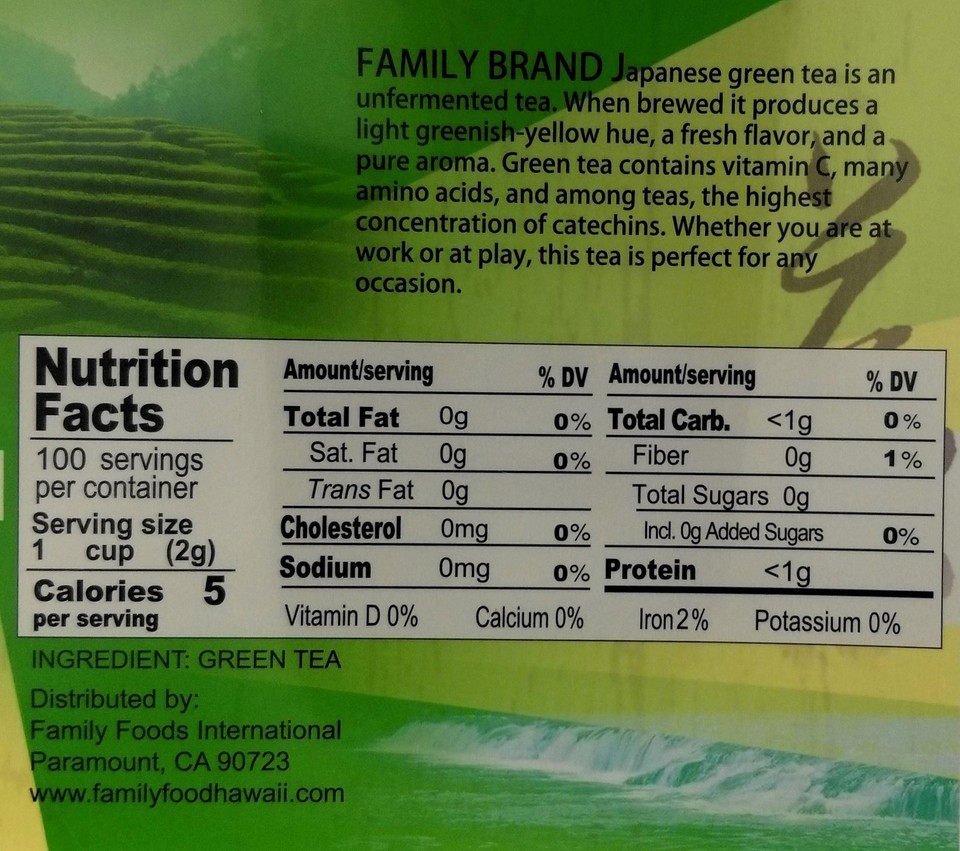 FAMILY BRAND Japanese green tea is an
unfermented tea. When brewed it produces a
light greenish-yellow hue, a fresh flavor, and a
pure aroma. Green tea contains vitamin C, many
amino acids, and among teas, the highest
concentration of catechins. Whether you are at
work or at play, this tea is perfect for any
occasion.
Nutrition
Facts
100 servings
per container
Serving size
1 cup (2g)
Calories 5
per serving
Amount/serving % DV
Total Fat 0g 0%
Sat. Fat 0g 0%
Trans Fat 0g
Cholesterol 0mg 0%
Sodium 0mg 0%
Amount/serving % DV
Total Carb. <1g 0%
Fiber 0g 1%
Total Sugars 0g
Incl. 0g Added Sugars 0%
Protein <1g
Vitamin D 0% Calcium 0% Iron 2% Potassium 0%
INGREDIENT: GREEN TEA
Distributed by:
Family Foods International
Paramount, CA 90723
www.familyfoodhawaii.com